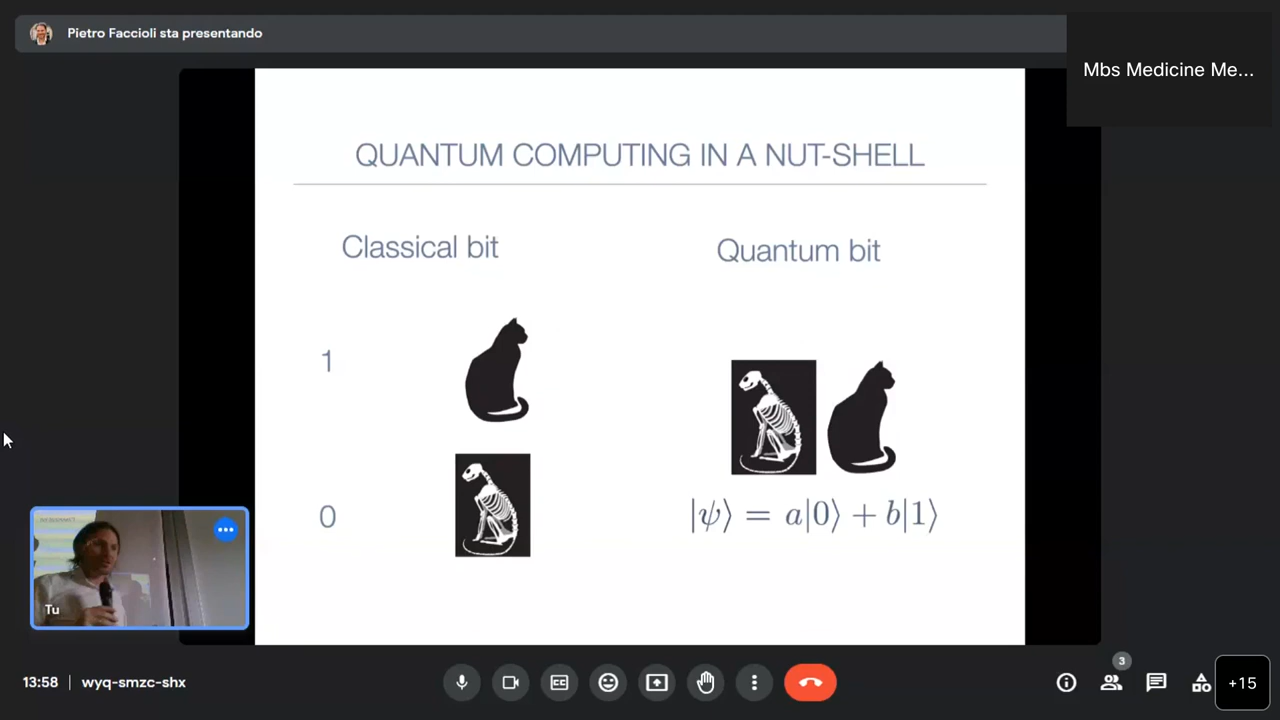 Pietro Faccioli sta presentando
Mbs Medicine Me...
QUANTUM COMPUTING IN A NUT-SHELL
Classical bit
Quantum bit
1
0
|ψ⟩ = a|0⟩ + b|1⟩
Tu
13:58 | wyq-smzc-shx
CC
3
+15